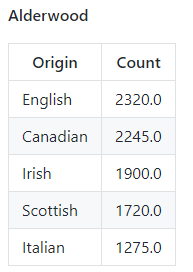 Alderwood
Origin Count
English 2320.0
Canadian 2245.0
Irish 1900.0
Scottish 1720.0
Italian 1275.0